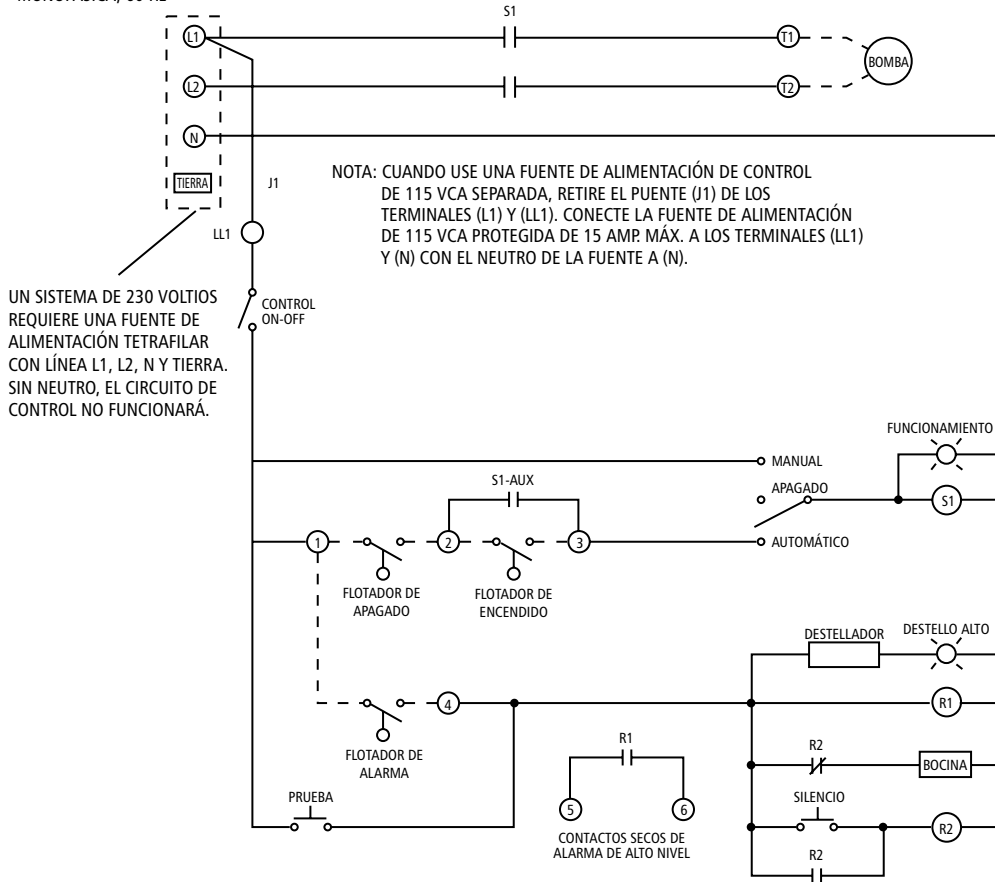 MONOFÁSICA, 60 HZ
S1
L1
T1
BOMBA
L2
T2
N
TIERRA
J1
NOTA: CUANDO USE UNA FUENTE DE ALIMENTACIÓN DE CONTROL
DE 115 VCA SEPARADA, RETIRE EL PUENTE (J1) DE LOS
TERMINALES (L1) Y (LL1). CONECTE LA FUENTE DE ALIMENTACIÓN
DE 115 VCA PROTEGIDA DE 15 AMP. MÁX. A LOS TERMINALES (LL1)
Y (N) CON EL NEUTRO DE LA FUENTE A (N).
LL1
UN SISTEMA DE 230 VOLTIOS
REQUIERE UNA FUENTE DE
ALIMENTACIÓN TETRAFILAR
CON LÍNEA L1, L2, N Y TIERRA.
SIN NEUTRO, EL CIRCUITO DE
CONTROL NO FUNCIONARÁ.
CONTROL
ON-OFF
FUNCIONAMIENTO
MANUAL
S1-AUX
APAGADO
S1
1
2
3
AUTOMÁTICO
FLOTADOR DE
APAGADO
FLOTADOR DE
ENCENDIDO
DESTELLADOR
DESTELLO ALTO
4
R1
FLOTADOR DE
ALARMA
R1
R2
BOCINA
PRUEBA
5
6
SILENCIO
R2
CONTACTOS SECOS DE
ALARMA DE ALTO NIVEL
R2